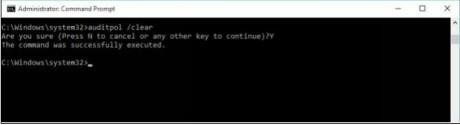 Administrator: Command Prompt
C:\Windows\system32>auditpol /clear
Are you sure (Press N to cancel or any other key to continue)?Y
The command was successfully executed.
C:\Windows\system32>